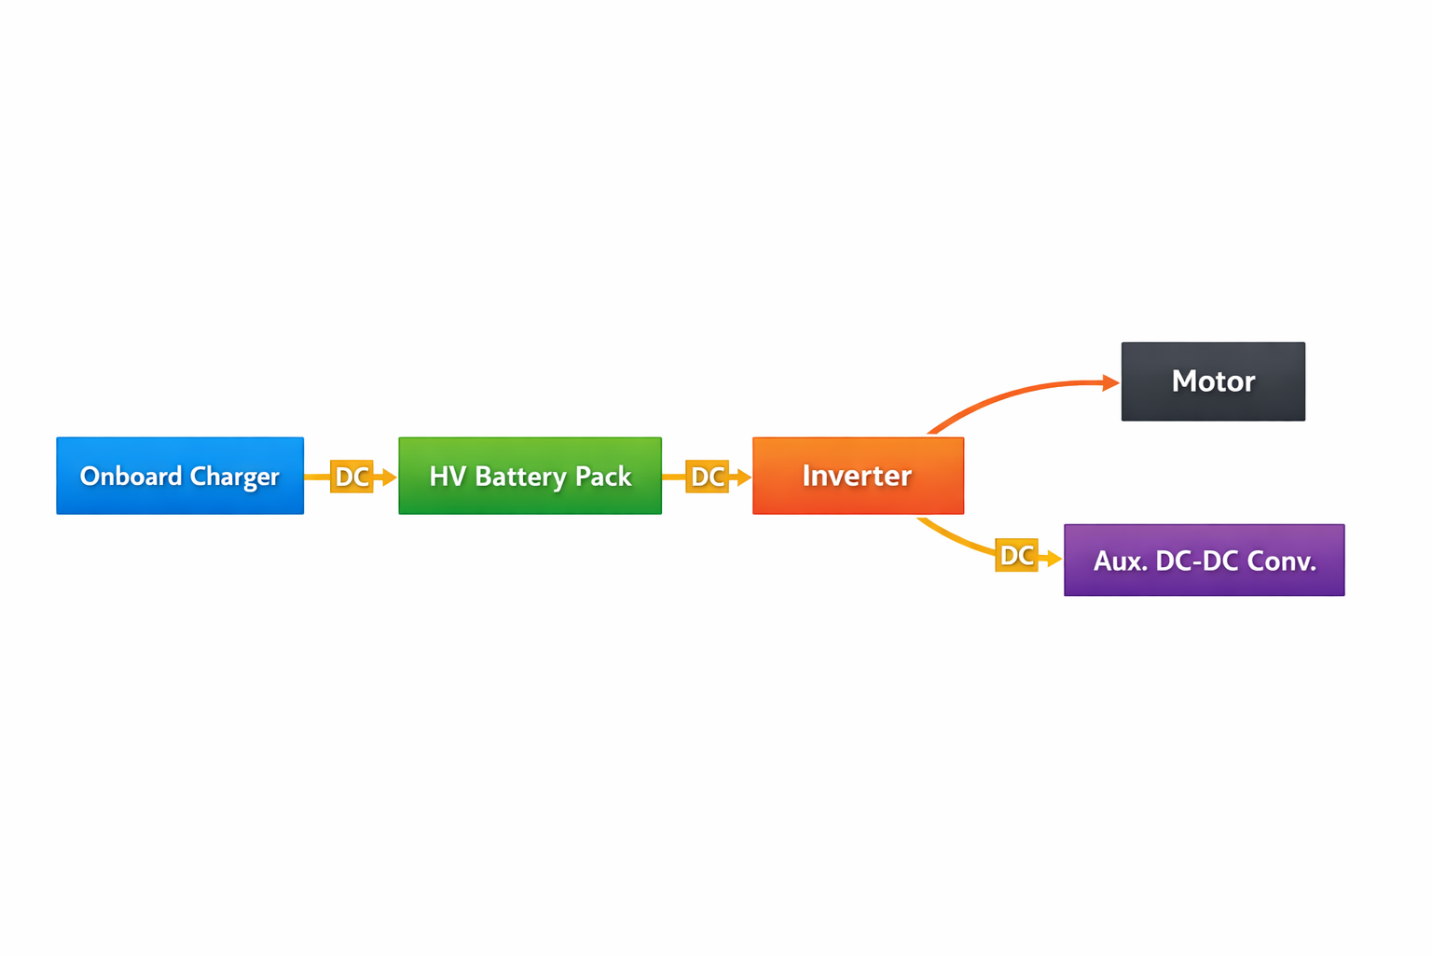 Onboard Charger
DC
HV Battery Pack
DC
Inverter
Motor
DC
Aux. DC-DC Conv.